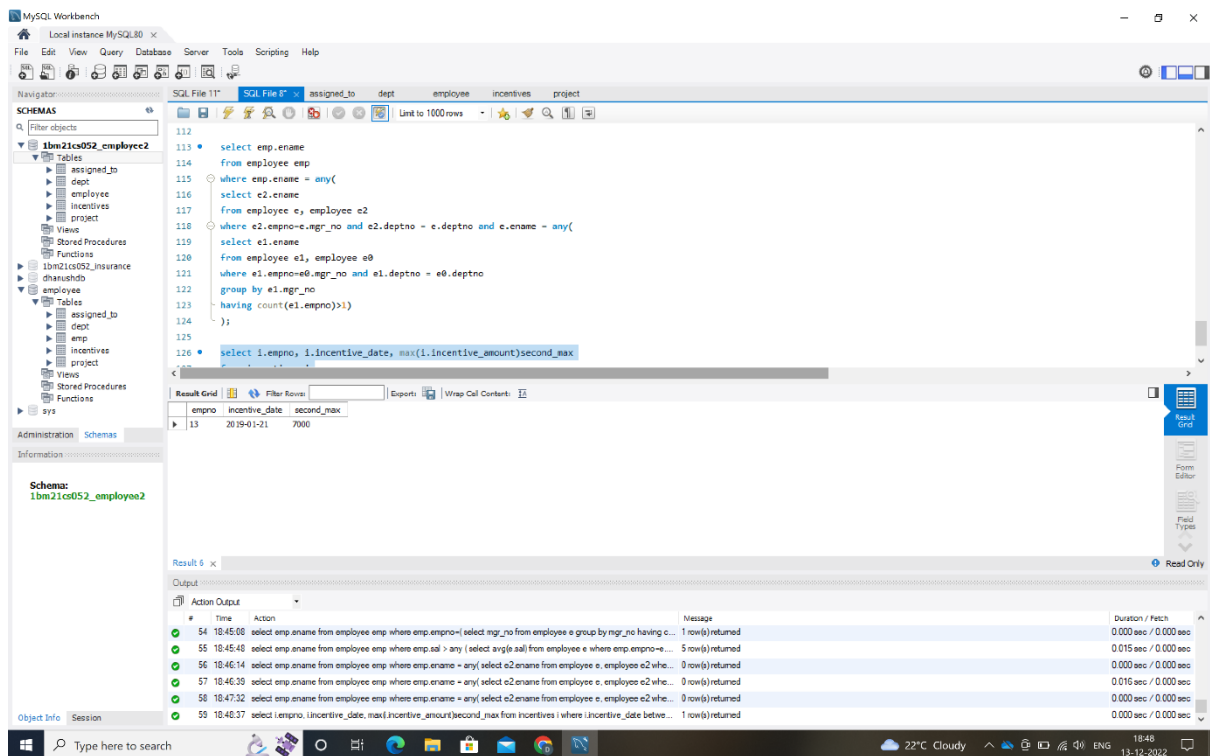 MySQL Workbench
Local instance MySQL80 ×
File Edit View Query Database Server Tools Scripting Help
Navigator
SCHEMAS
Filter objects
1bm21cs052_employee2
Tables
assigned_to
dept
employee
incentives
project
Views
Stored Procedures
Functions
1bm21cs052_insurance
dhanushdb
employee
Tables
assigned_to
dept
emp
incentives
project
Views
Stored Procedures
Functions
sys
Administration Schemas
Information
Schema:
1bm21cs052_employee2
Object Info Session
SQL File 11* SQL File 8* × assigned_to dept employee incentives project
Limit to 1000 rows
112
113 select emp.ename
114 from employee emp
115 where emp.ename = any(
116 select e2.ename
117 from employee e, employee e2
118 where e2.empno=e.mgr_no and e2.deptno = e.deptno and e.ename = any(
119 select e1.ename
120 from employee e1, employee e0
121 where e1.empno=e0.mgr_no and e1.deptno = e0.deptno
122 group by e1.mgr_no
123 having count(e1.empno)>1)
124 );
125
126 select i.empno, i.incentive_date, max(i.incentive_amount)second_max
Result Grid Filter Rows: Export: Wrap Cell Content: IA
empno incentive_date second_max
13 2019-01-21 7000
Result Grid
Form Editor
Field Types
Result 6 × Read Only
Output
Action Output
# Time Action Message Duration / Fetch
54 18:45:08 select emp.ename from employee emp where emp.empno=( select mgr_no from employee e group by mgr_no having c... 1 row(s) returned 0.000 sec / 0.000 sec
55 18:45:48 select emp.ename from employee emp where emp.sal > any ( select avg(e.sal) from employee e where emp.empno=e.... 5 row(s) returned 0.015 sec / 0.000 sec
56 18:46:14 select emp.ename from employee emp where emp.ename = any( select e2.ename from employee e, employee e2 whe... 0 row(s) returned 0.000 sec / 0.000 sec
57 18:46:39 select emp.ename from employee emp where emp.ename = any( select e2.ename from employee e, employee e2 whe... 0 row(s) returned 0.016 sec / 0.000 sec
58 18:47:32 select emp.ename from employee emp where emp.ename = any( select e2.ename from employee e, employee e2 whe... 0 row(s) returned 0.000 sec / 0.000 sec
59 18:48:37 select i.empno, i.incentive_date, max(i.incentive_amount)second_max from incentives i where i.incentive_date betwe... 1 row(s) returned 0.000 sec / 0.000 sec
Type here to search
22°C Cloudy ENG 18:48
13-12-2022